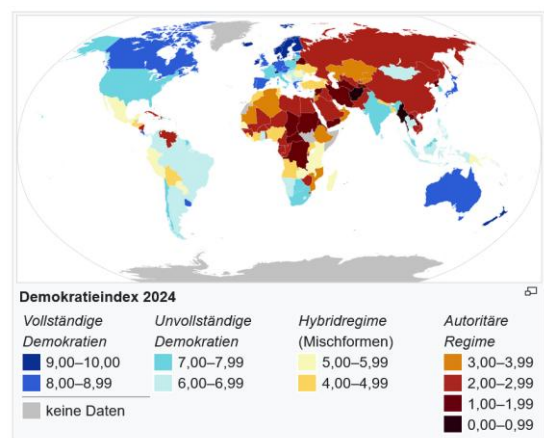 Demokratieindex 2024
Vollständige Demokratien
9,00–10,00
8,00–8,99
keine Daten
Unvollständige Demokratien
7,00–7,99
6,00–6,99
Hybridregime
(Mischformen)
5,00–5,99
4,00–4,99
Autoritäre
Regime
3,00–3,99
2,00–2,99
1,00–1,99
0,00–0,99